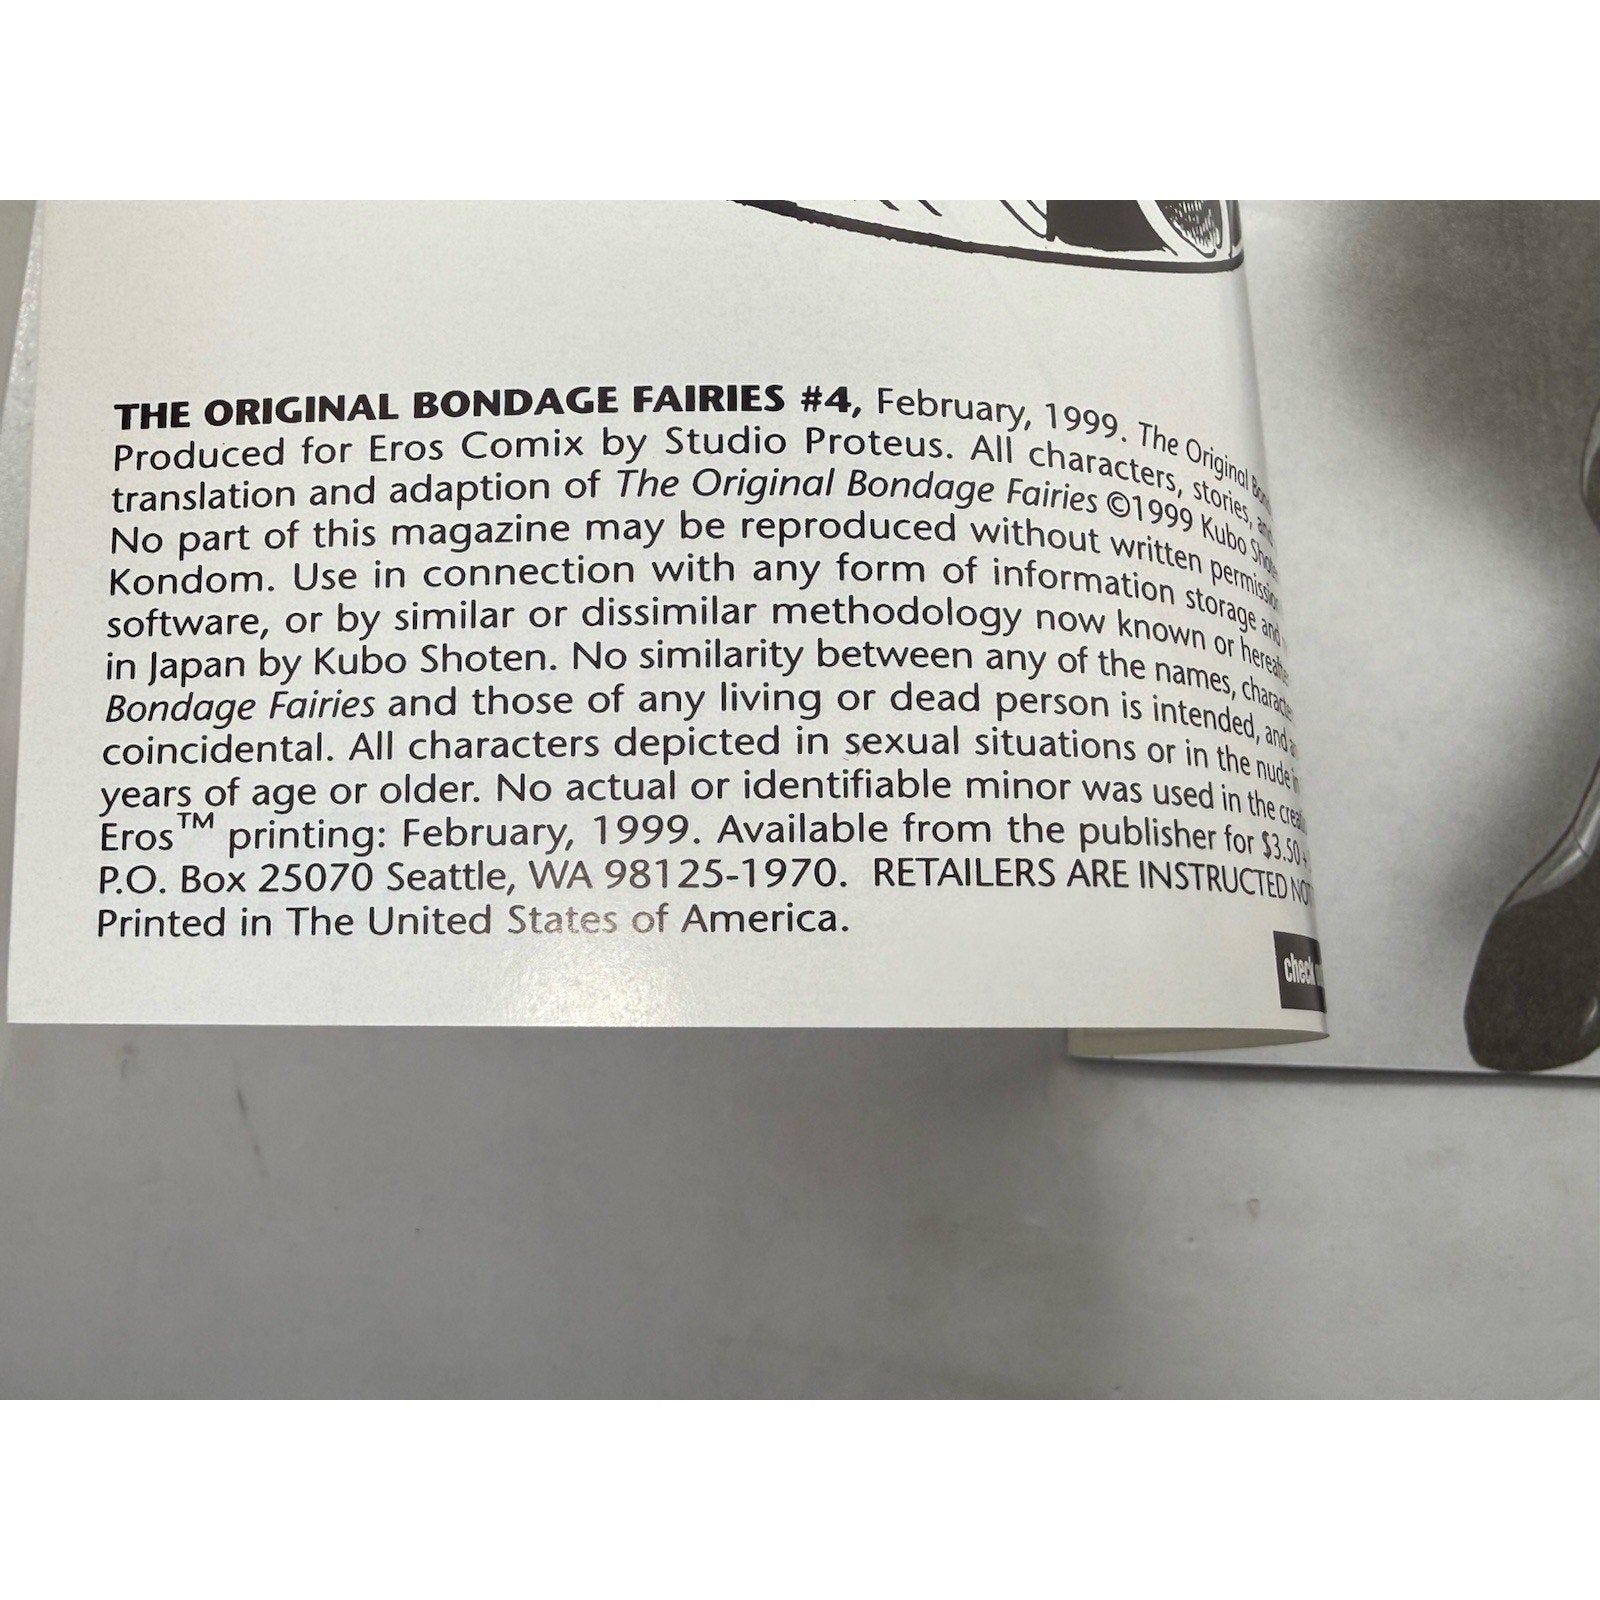 THE ORIGINAL BONDAGE FAIRIES #4, February, 1999. The Original
Produced for Eros Comix by Studio Proteus. All characters, stories,
translation and adaption of The Original Bondage Fairies ©1999 Kubo
No part of this magazine may be reproduced without written
Kondom. Use in connection with any form of information storage and
software, or by similar or dissimilar methodology now known or
in Japan by Kubo Shoten. No similarity between any of the names,
Bondage Fairies and those of any living or dead person is intended, and
coincidental. All characters depicted in sexual situations or in the nude
years of age or older. No actual or identifiable minor was used in the
Eros™ printing: February, 1999. Available from the publisher for $3.50
P.O. Box 25070 Seattle, WA 98125-1970. RETAILERS ARE INSTRUCTED
Printed in The United States of America.
check